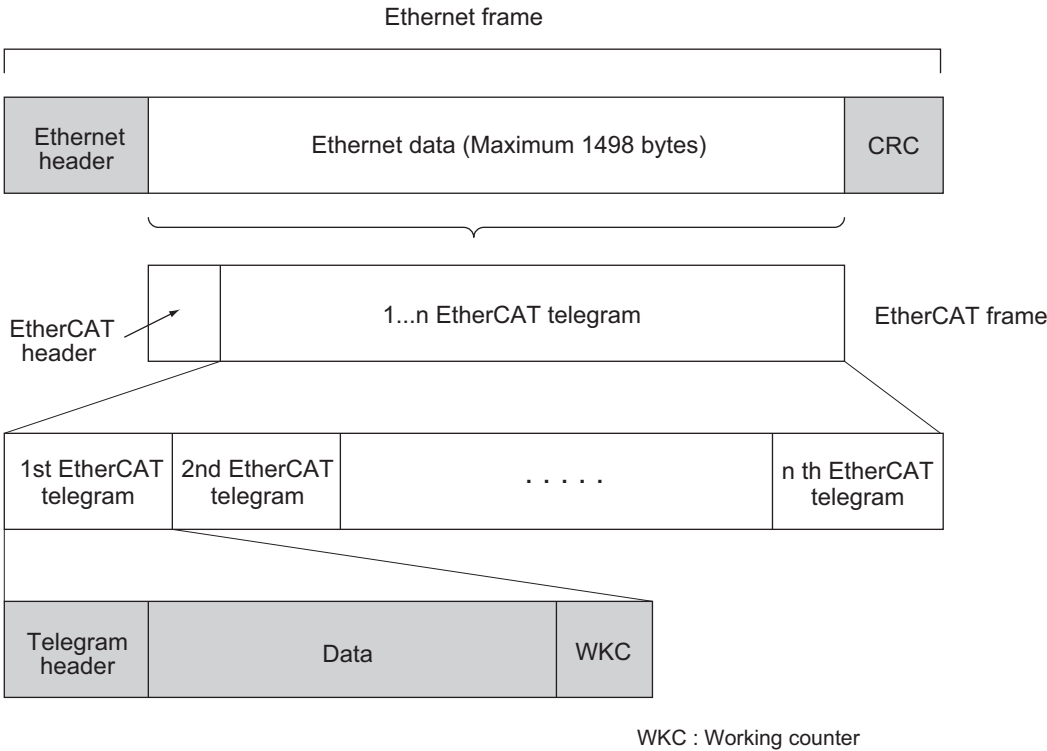 Ethernet frame
Ethernet
header
Ethernet data (Maximum 1498 bytes)
CRC
EtherCAT
header
1...n EtherCAT telegram
EtherCAT frame
1st EtherCAT
telegram
2nd EtherCAT
telegram
. . . . .
n th EtherCAT
telegram
Telegram
header
Data
WKC
WKC : Working counter